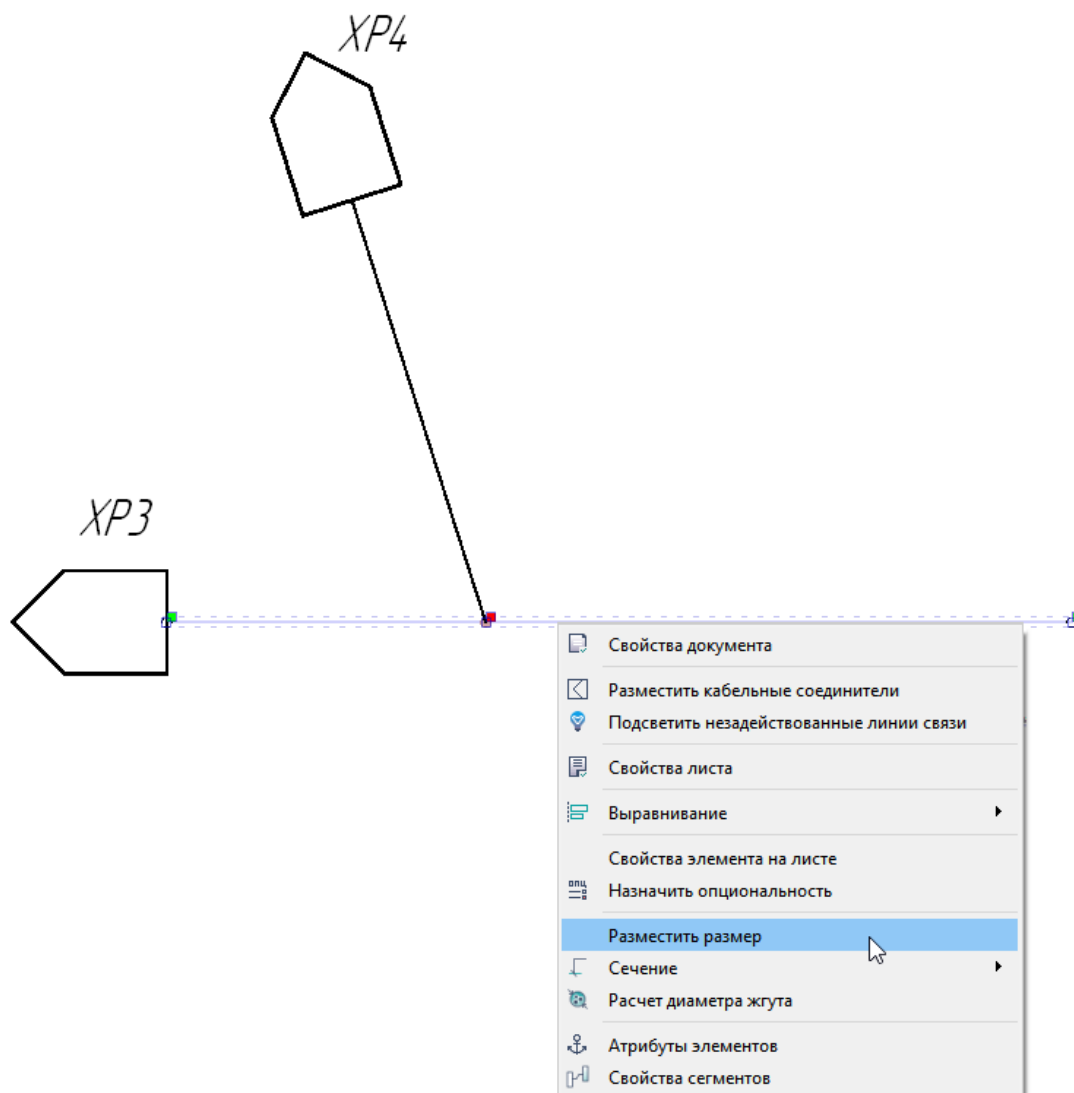 XP4
XP3
Свойства документа
Разместить кабельные соединители
Подсветить незадействованные линии связи
Свойства листа
Выравнивание
Свойства элемента на листе
опц
Назначить опциональность
Разместить размер
Сечение
Расчет диаметра жгута
Атрибуты элементов
Свойства сегментов